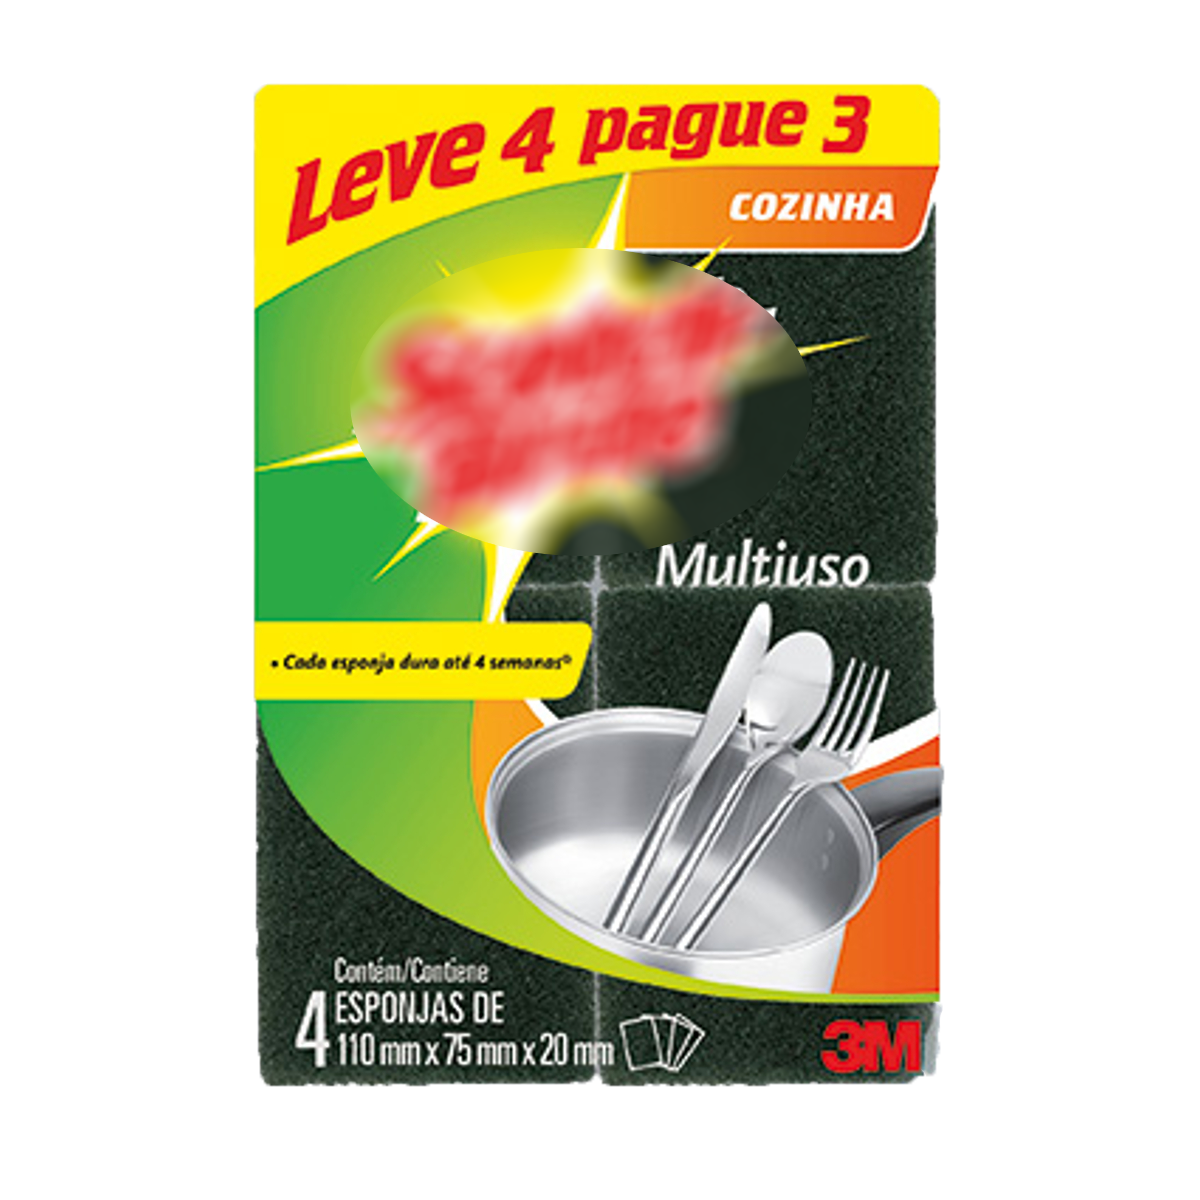 Leve 4 pague 3
COZINHA
Multiuso
• Cada esponja dura até 4 semanas*
Contém/Contiene
4 ESPONJAS DE
110 mm x 75 mm x 20 mm
3M